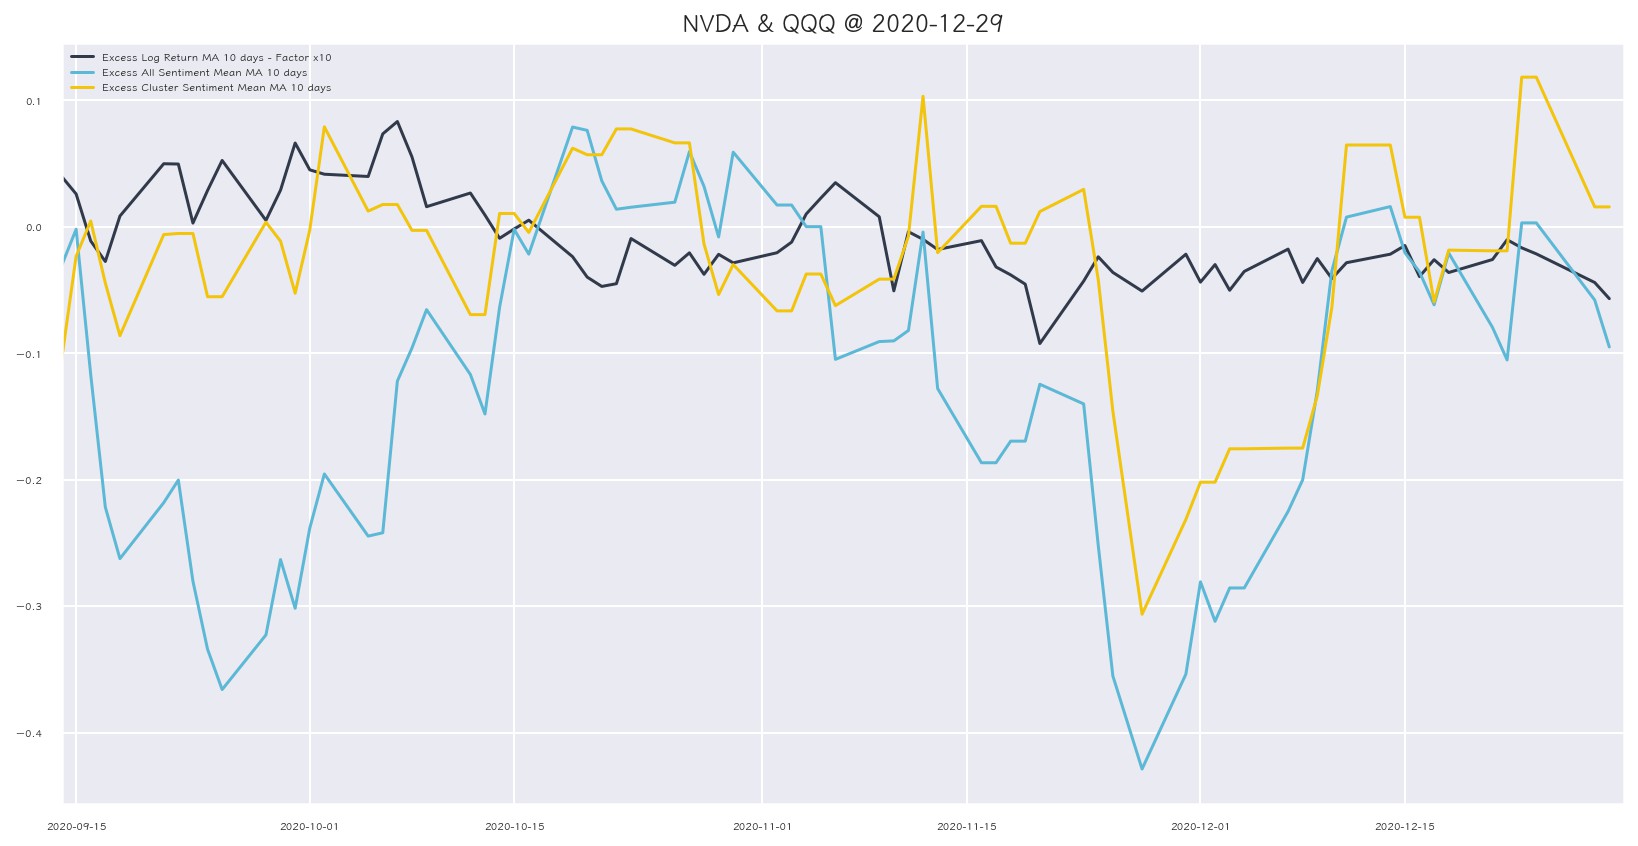 NVDA & QQQ @ 2020-12-29
Excess Log Return MA 10 days - Factor x10
Excess All Sentiment Mean MA 10 days
Excess Cluster Sentiment Mean MA 10 days
0.1
0.0
−0.1
−0.2
−0.3
−0.4
2020-09-15 2020-10-01 2020-10-15 2020-11-01 2020-11-15 2020-12-01 2020-12-15